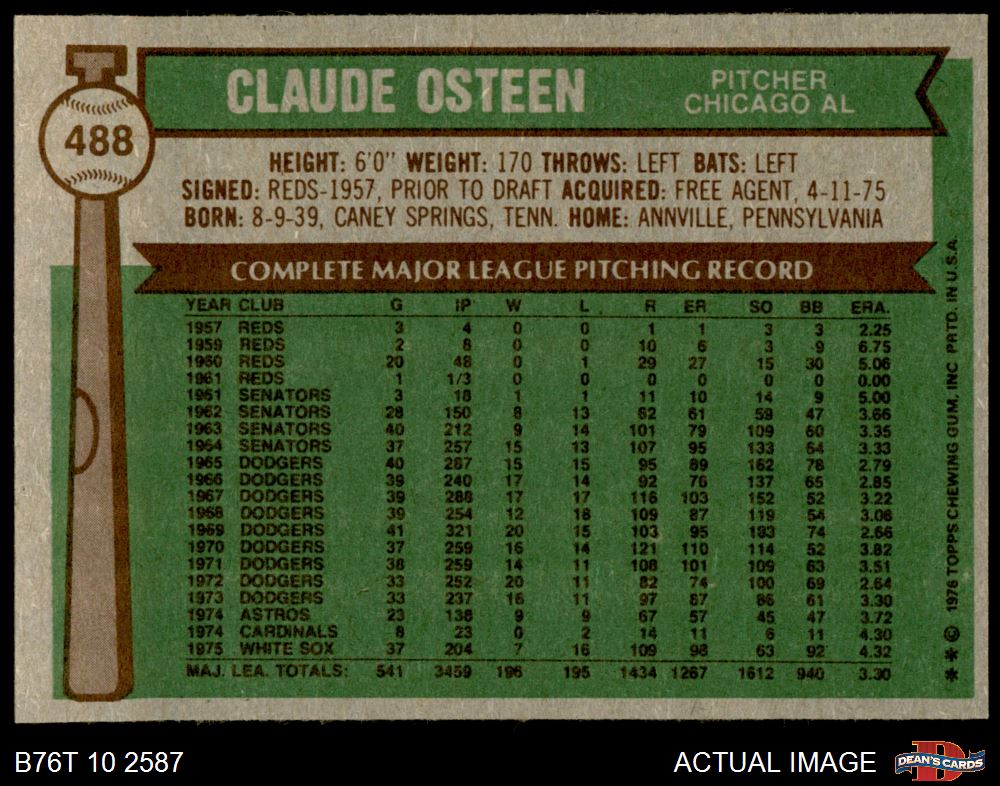 CLAUDE OSTEEN
PITCHER
CHICAGO AL
488
HEIGHT: 6'0" WEIGHT: 170 THROWS: LEFT BATS: LEFT
SIGNED: REDS-1957, PRIOR TO DRAFT ACQUIRED: FREE AGENT, 4-11-75
BORN: 8-9-39, CANEY SPRINGS, TENN. HOME: ANNVILLE, PENNSYLVANIA
COMPLETE MAJOR LEAGUE PITCHING RECORD
YEAR CLUB G IP W L R ER SO BB ERA.
1957 REDS 3 4 0 0 1 1 3 3 2.25
1959 REDS 2 8 0 0 10 6 3 9 6.75
1960 REDS 20 48 0 1 29 27 15 30 5.06
1961 REDS 1 1/3 0 0 0 0 0 0 0.00
1961 SENATORS 3 18 1 1 11 10 14 9 5.00
1962 SENATORS 28 150 8 13 62 61 59 47 3.66
1963 SENATORS 40 212 9 14 101 79 109 60 3.35
1964 SENATORS 37 257 15 13 107 95 133 64 3.33
1965 DODGERS 40 287 15 15 95 89 162 78 2.79
1966 DODGERS 39 240 17 14 92 76 137 65 2.85
1967 DODGERS 39 288 17 17 116 103 152 52 3.22
1968 DODGERS 39 254 12 18 109 87 119 54 3.06
1969 DODGERS 41 321 20 15 103 95 183 74 2.66
1970 DODGERS 37 259 16 14 121 110 114 52 3.82
1971 DODGERS 38 259 14 11 108 101 109 63 3.51
1972 DODGERS 33 252 20 11 82 74 100 69 2.64
1973 DODGERS 33 237 16 11 97 87 86 61 3.30
1974 ASTROS 23 138 9 9 67 57 45 47 3.72
1974 CARDINALS 8 23 0 2 14 11 6 11 4.30
1975 WHITE SOX 37 204 7 16 109 98 63 92 4.32
MAJ. LEA. TOTALS: 541 3459 196 195 1434 1267 1612 940 3.30
** © 1976 TOPPS CHEWING GUM, INC PRTD. IN U.S.A.
B76T 10 2587
ACTUAL IMAGE
D
DEAN'S CARDS